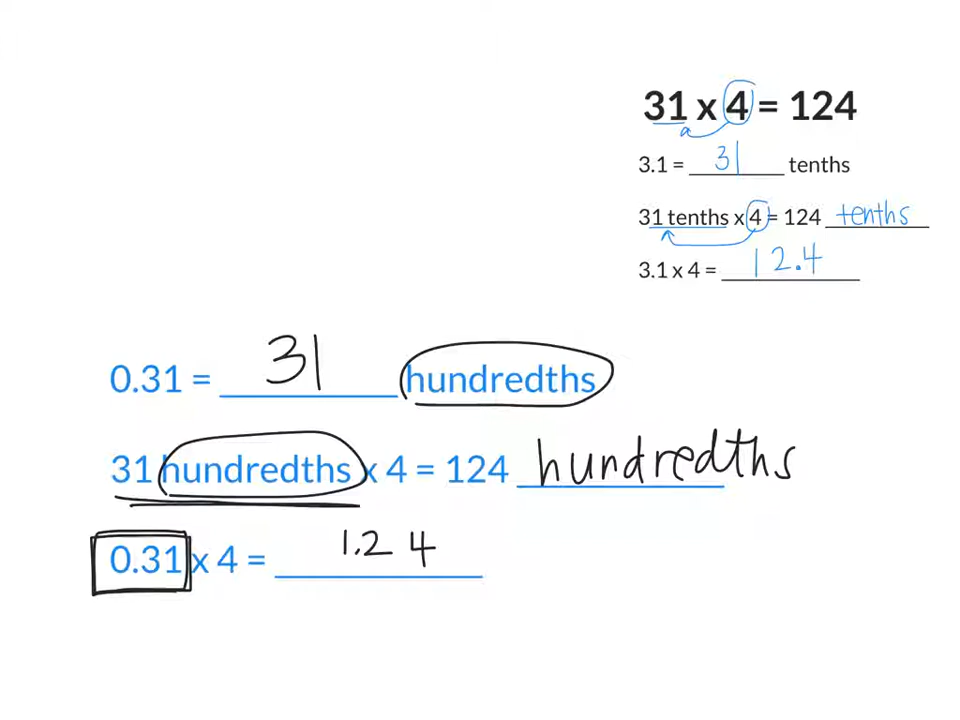 31 x 4 = 124
3.1 = 31 tenths
31 tenths x 4 = 124 tenths
3.1 x 4 = 12.4
0.31 = 31 hundredths
31 hundredths x 4 = 124 hundredths
0.31 x 4 = 1.24